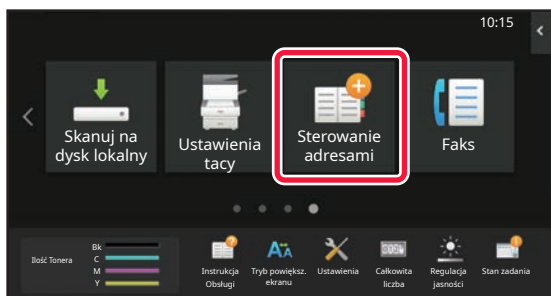 10:15
Skanuj na
dysk lokalny
Ustawienia
tacy
Sterowanie
adresami
Faks
Ilość Tonera
Bk
C
M
Y
Instrukcja
Obsługi
Tryb powiększ.
ekranu
Ustawienia
Całkowita
liczba
Regulacja
jasności
Stan zadania